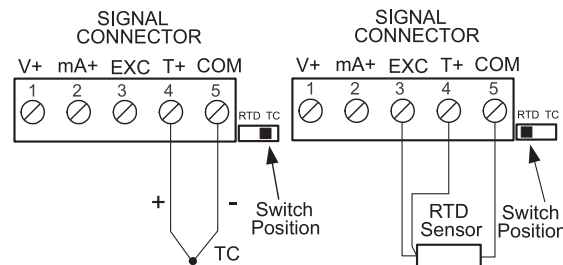 SIGNAL
CONNECTOR
V+ mA+ EXC T+ COM
1 2 3 4 5
RTD TC
+ -
Switch
Position
TC
SIGNAL
CONNECTOR
V+ mA+ EXC T+ COM
1 2 3 4 5
RTD TC
RTD
Sensor
Switch
Position